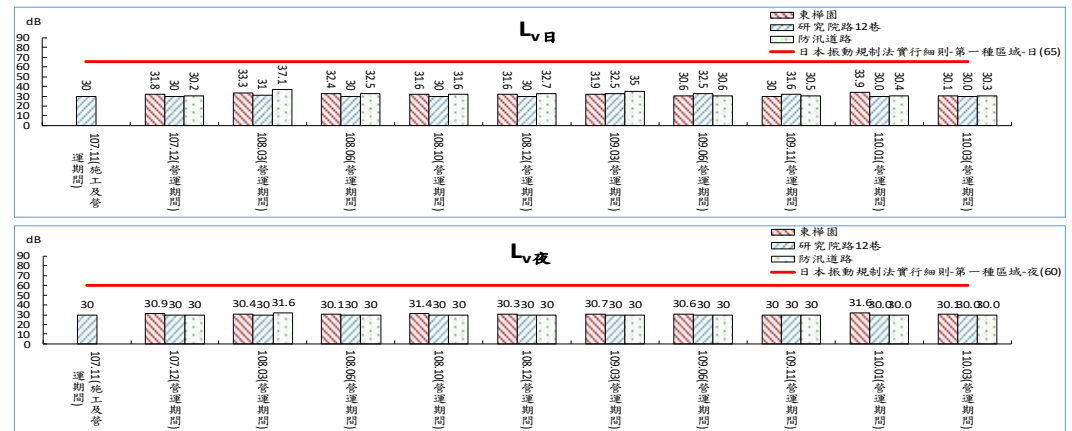 dB
Lv日
東樺園
研究院路12巷
防汛道路
日本振動規制法實行細則-第一種區域-日(65)
90
80
70
60
50
40
30
20
10
0
30
31.8 30 30.2
33.3 31 37.1
32.4 30 32.5
31.6 30 31.6
31.6 30 32.7
31.9 32.5 35
30.6 32.5 30.6
30 31.6 30.5
33.9 30.0 30.4
30.1 30.0 30.3
107.11(施工及營
運期間)
107.12(營運期間)
108.03(營運期間)
108.06(營運期間)
108.10(營運期間)
108.12(營運期間)
109.03(營運期間)
109.06(營運期間)
109.11(營運期間)
110.01(營運期間)
110.03(營運期間)
dB
Lv夜
東樺園
研究院路12巷
防汛道路
日本振動規制法實行細則-第一種區域-夜(60)
90
80
70
60
50
40
30
20
10
0
30
30.9 30 30
30.4 30 31.6
30.1 30 30
31.4 30 30
30.3 30 30
30.7 30 30
30.6 30 30
30 30 30
31.6 30.0 30.0
30.1 30.0 30.0
107.11(施工及營
運期間)
107.12(營運期間)
108.03(營運期間)
108.06(營運期間)
108.10(營運期間)
108.12(營運期間)
109.03(營運期間)
109.06(營運期間)
109.11(營運期間)
110.01(營運期間)
110.03(營運期間)